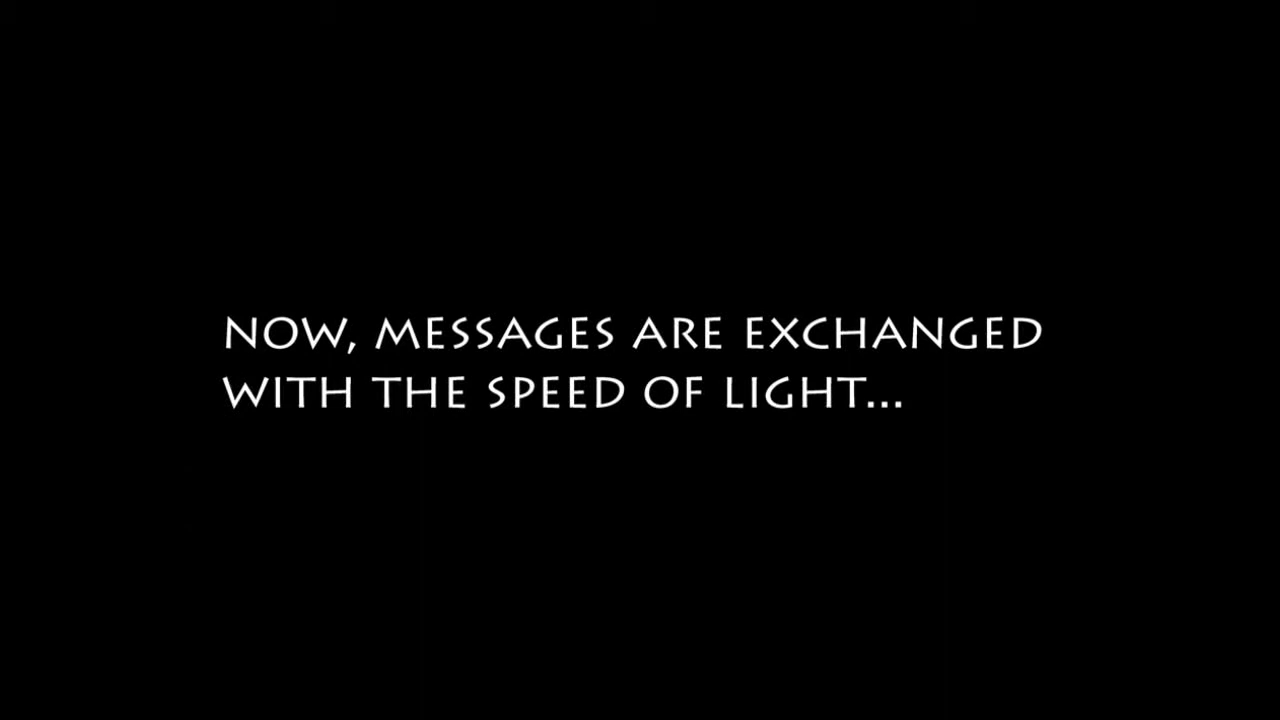 NOW, MESSAGES ARE EXCHANGED
WITH THE SPEED OF LIGHT...